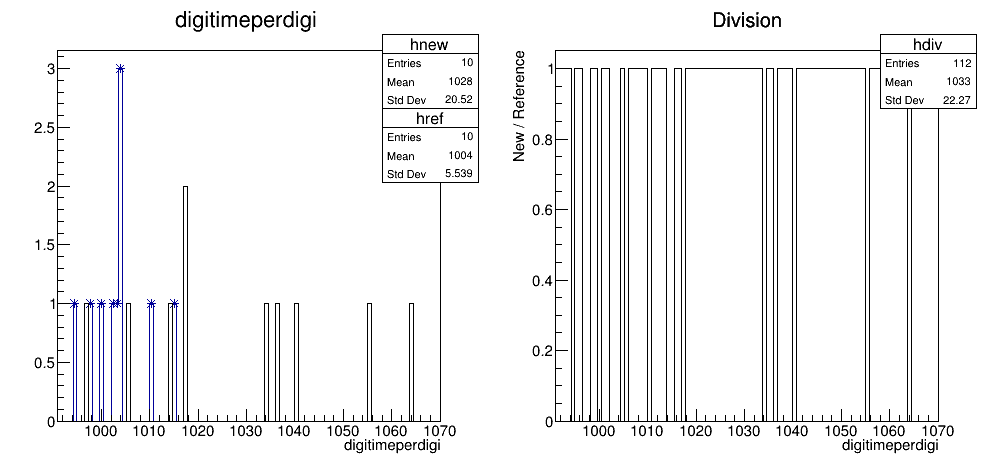 digitimeperdigi
hnew
Entries 10
Mean 1028
Std Dev 20.52
href
Entries 10
Mean 1004
Std Dev 5.539
3
2.5
2
1.5
1
0.5
0
1000 1010 1020 1030 1040 1050 1060 1070
digitimeperdigi
Division
hdiv
Entries 112
Mean 1033
Std Dev 22.27
New / Reference
1
0.8
0.6
0.4
0.2
0
1000 1010 1020 1030 1040 1050 1060 1070
digitimeperdigi